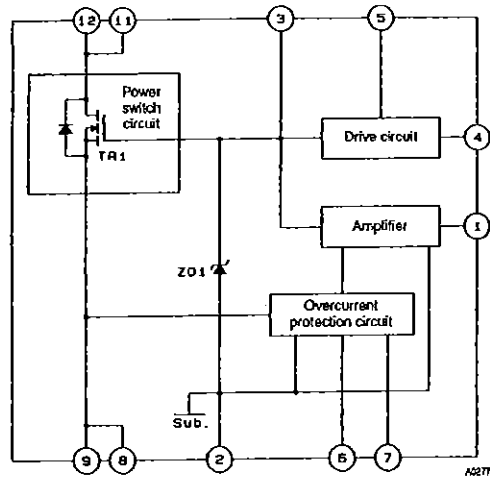 12 11 3 5
Power
switch
circuit
TR1
Drive circuit
4
Amplifier
1
ZD1
Overcurrent
protection circuit
Sub.
9 8 2 6 7